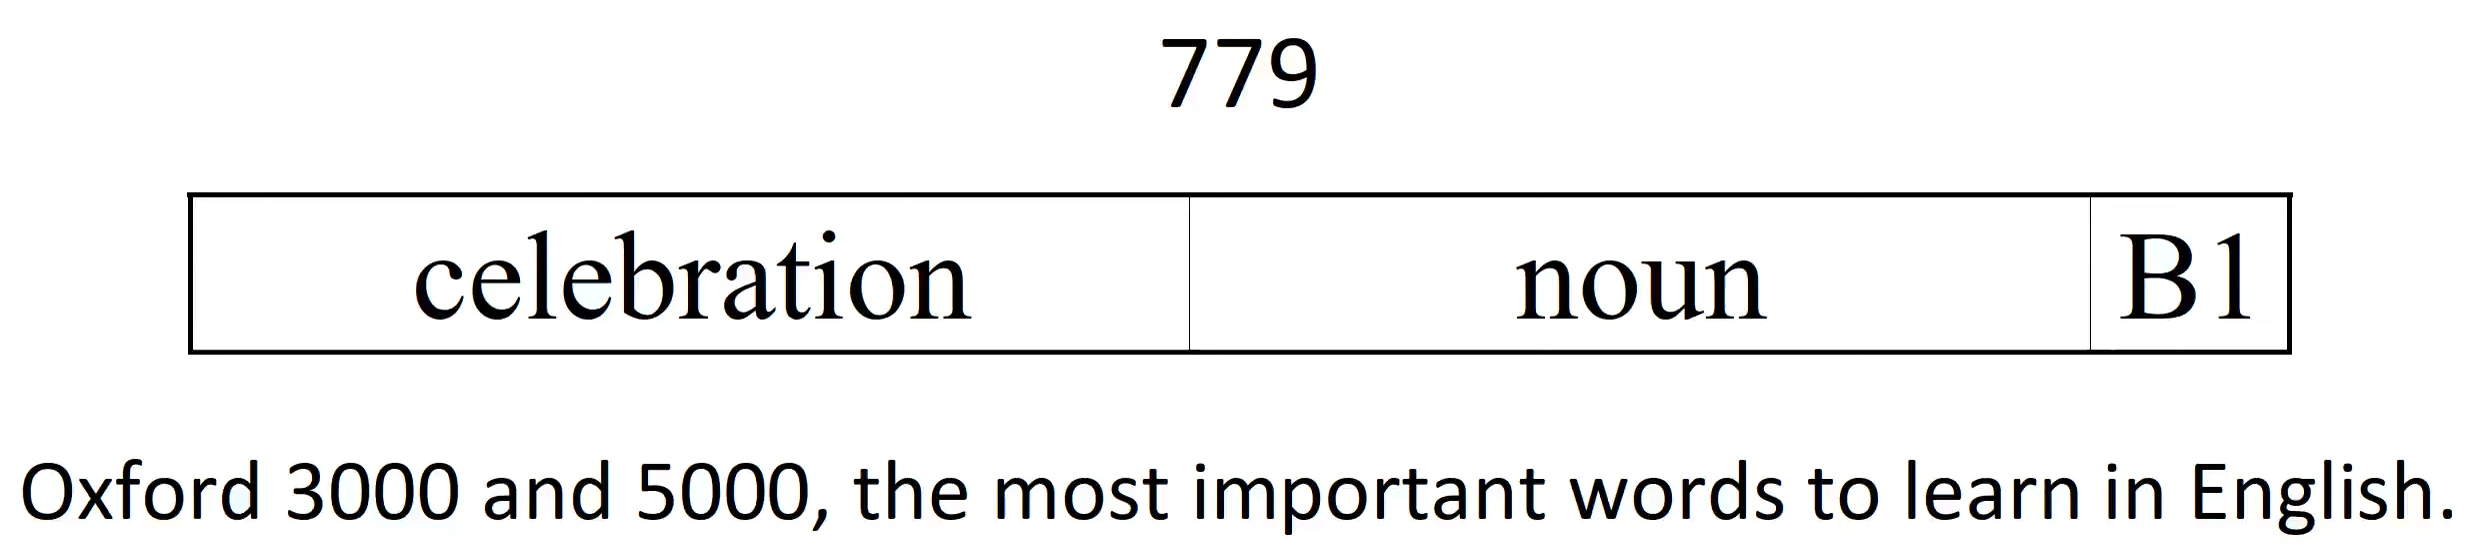 779
celebration noun B1
Oxford 3000 and 5000, the most important words to learn in English.